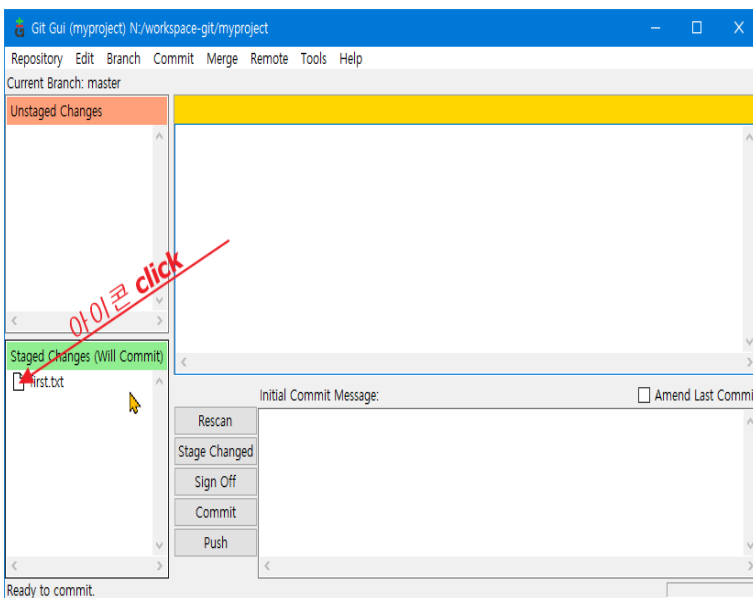 Git Gui (myproject) N:/workspace-git/myproject
Repository Edit Branch Commit Merge Remote Tools Help
Current Branch: master
Unstaged Changes
아이콘 click
Staged Changes (Will Commit)
first.txt
Initial Commit Message:
Amend Last Commi
Rescan
Stage Changed
Sign Off
Commit
Push
Ready to commit.